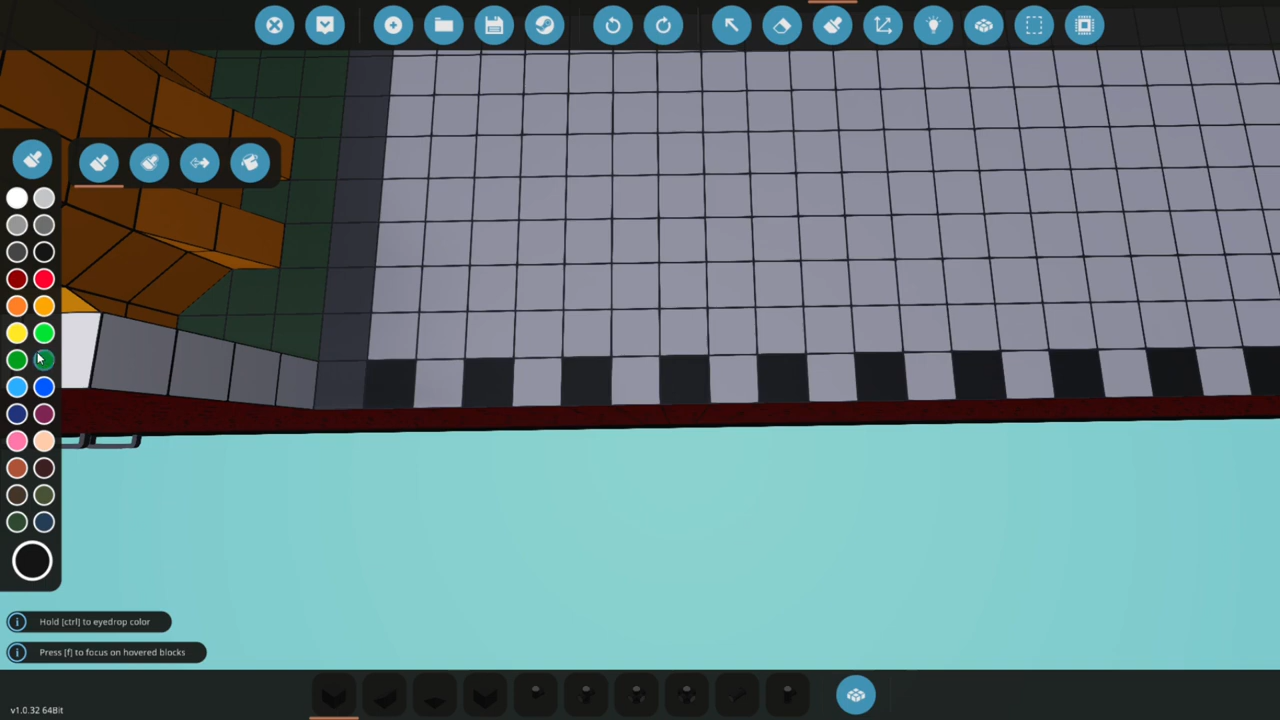 Hold [ctrl] to eyedrop color
Press [f] to focus on hovered blocks
v1.0.32 64Bit